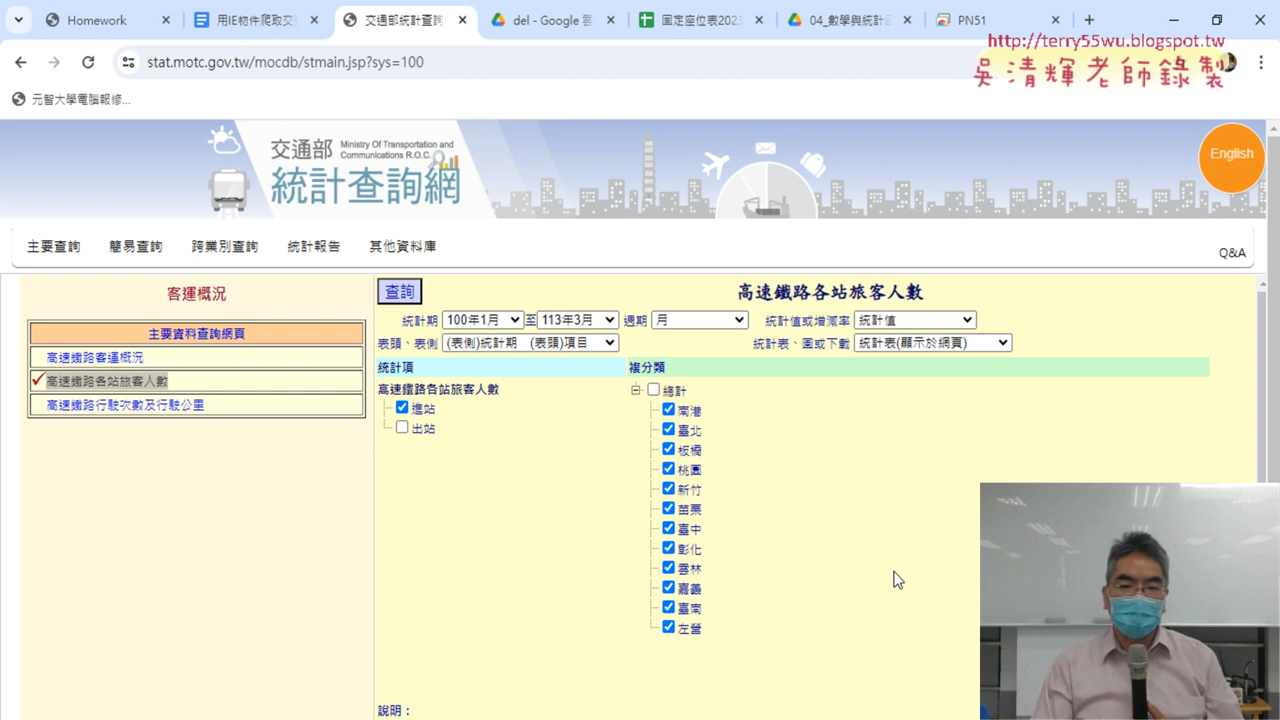 Homework
用IE物件爬取交
交通部統計查詢
del - Google 雲
固定座位表2023
04_數學與統計
PN51
http://terry55wu.blogspot.tw
stat.motc.gov.tw/mocdb/stmain.jsp?sys=100
吳清輝老師錄製
元智大學電腦報修...
交通部 Ministry Of Transportation and Communications R.O.C.
統計查詢網
English
主要查詢 簡易查詢 跨業別查詢 統計報告 其他資料庫
Q&A
客運概況
查詢
高速鐵路各站旅客人數
統計期 100年1月 至 113年3月 週期 月 統計值或增減率 統計值
主要資料查詢網頁
表頭、表側 (表側)統計期 (表頭)項目 統計表、圖或下載 統計表(顯示於網頁)
高速鐵路客運概況
統計項 複分類
高速鐵路各站旅客人數
高速鐵路各站旅客人數
總計
高速鐵路行駛次數及行駛公里
進站
南港
出站
臺北
板橋
桃園
新竹
苗栗
臺中
彰化
雲林
嘉義
臺南
左營
說明：